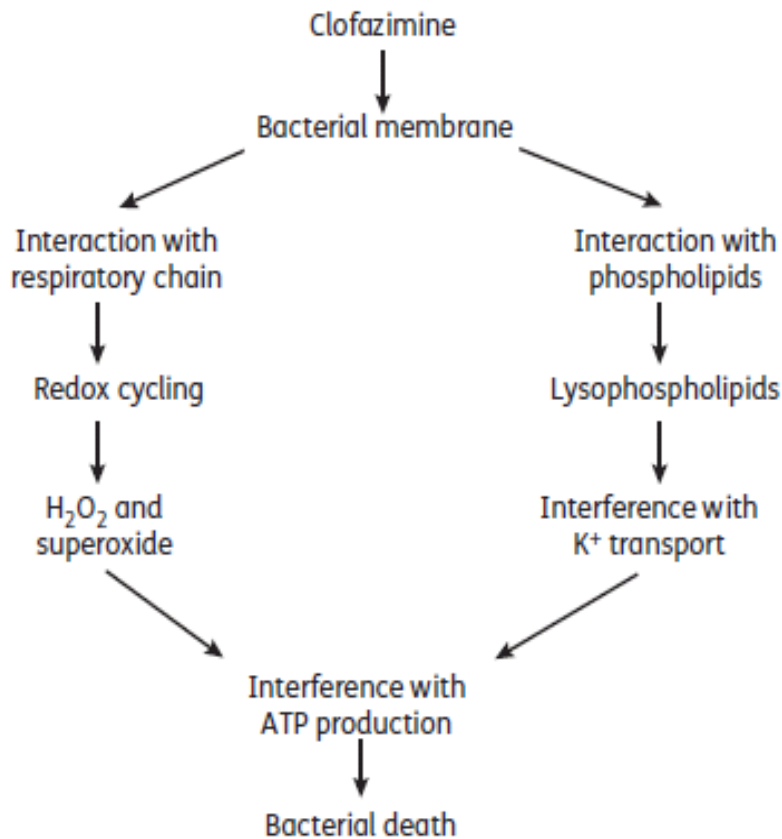 Clofazimine
Bacterial membrane
Interaction with
respiratory chain
Interaction with
phospholipids
Redox cycling
Lysophospholipids
H₂O₂ and
superoxide
Interference with
K⁺ transport
Interference with
ATP production
Bacterial death